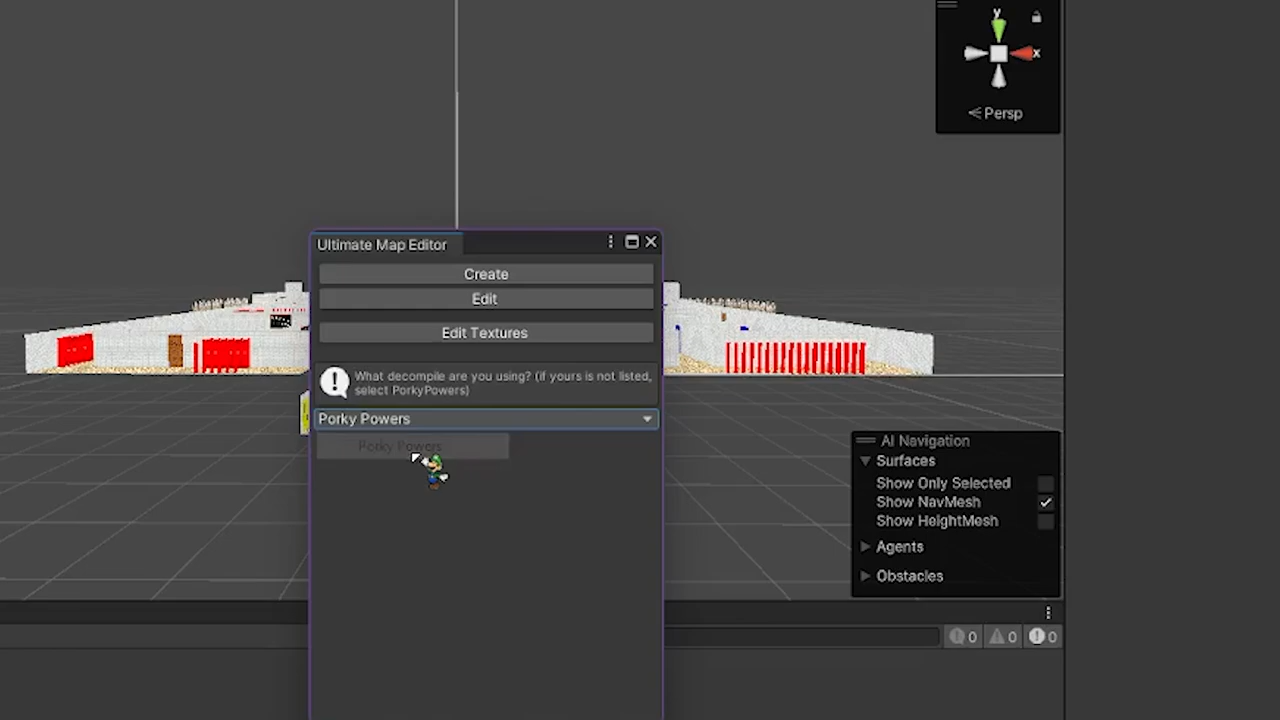 y
x
Persp
Ultimate Map Editor
Create
Edit
Edit Textures
What decompile are you using? (if yours is not listed,
select PorkyPowers)
Porky Powers
Porky Powers
AI Navigation
Surfaces
Show Only Selected
Show NavMesh
Show HeightMesh
Agents
Obstacles
0 0 0